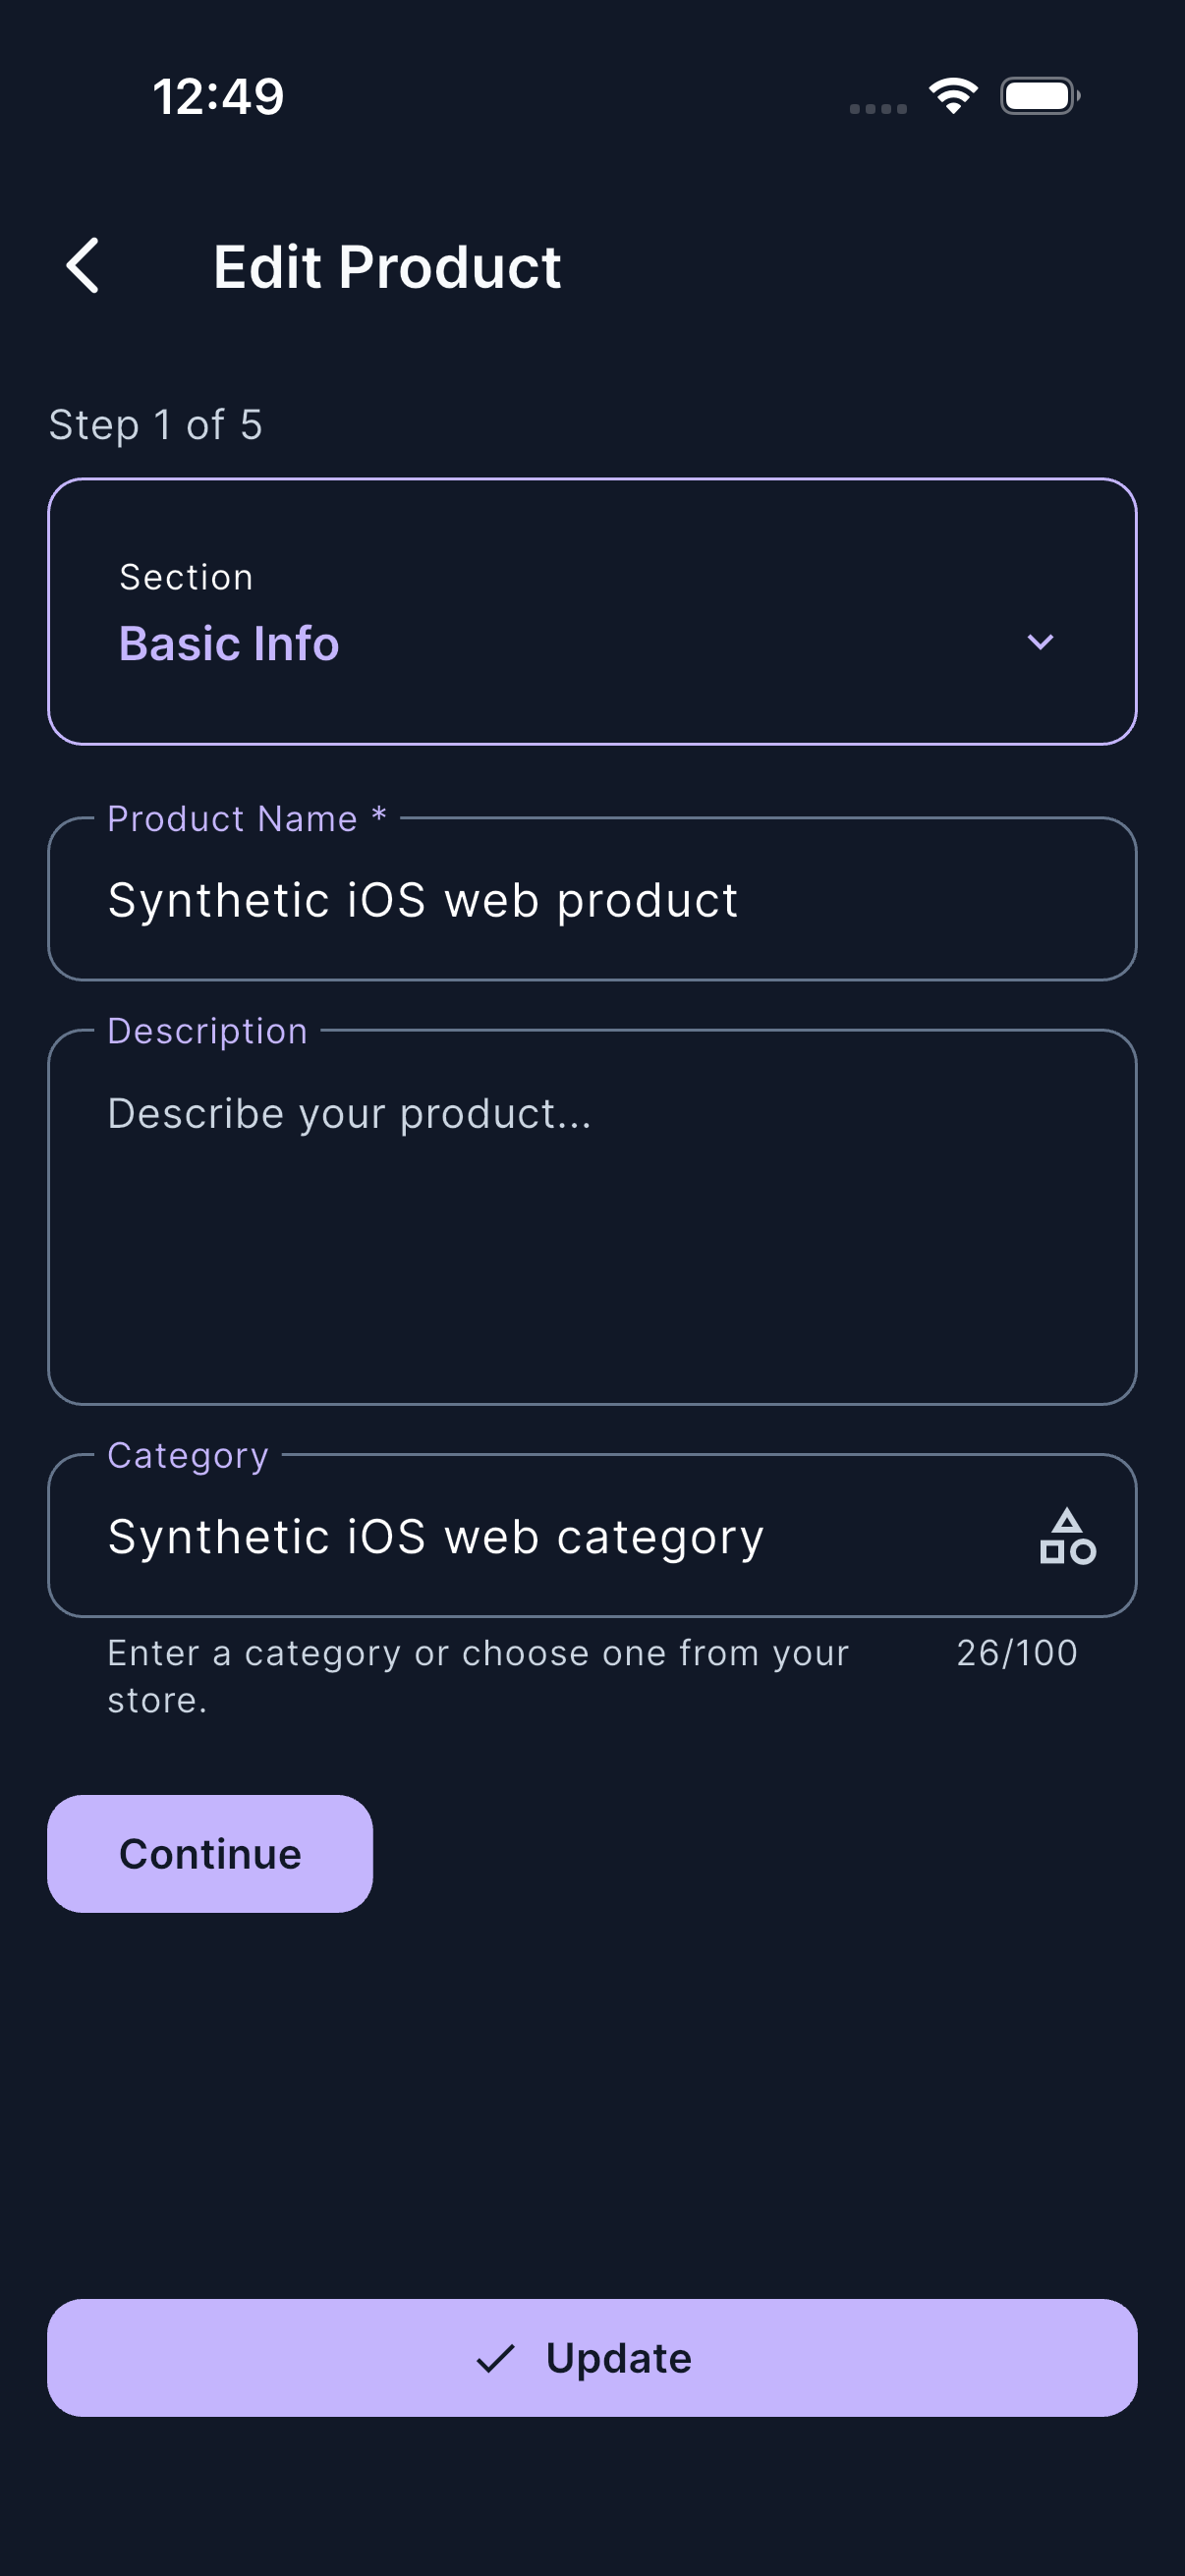 12:49
Edit Product
Step 1 of 5
Section
Basic Info
Product Name *
Synthetic iOS web product
Description
Describe your product...
Category
Synthetic iOS web category
Enter a category or choose one from your
store.
26/100
Continue
Update